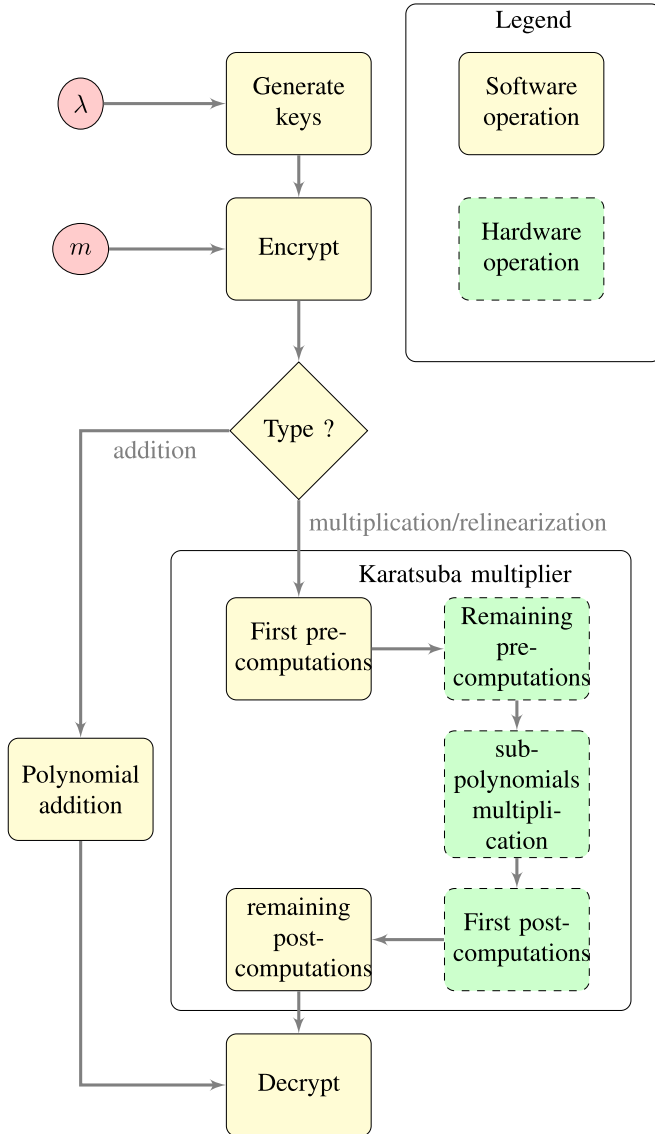 Legend
λ
Generate
keys
Software
operation
m
Encrypt
Hardware
operation
Type ?
addition
multiplication/relinearization
Karatsuba multiplier
First pre-
computations
Remaining
pre-
computations
sub-
polynomials
multipli-
cation
Polynomial
addition
remaining
post-
computations
First post-
computations
Decrypt